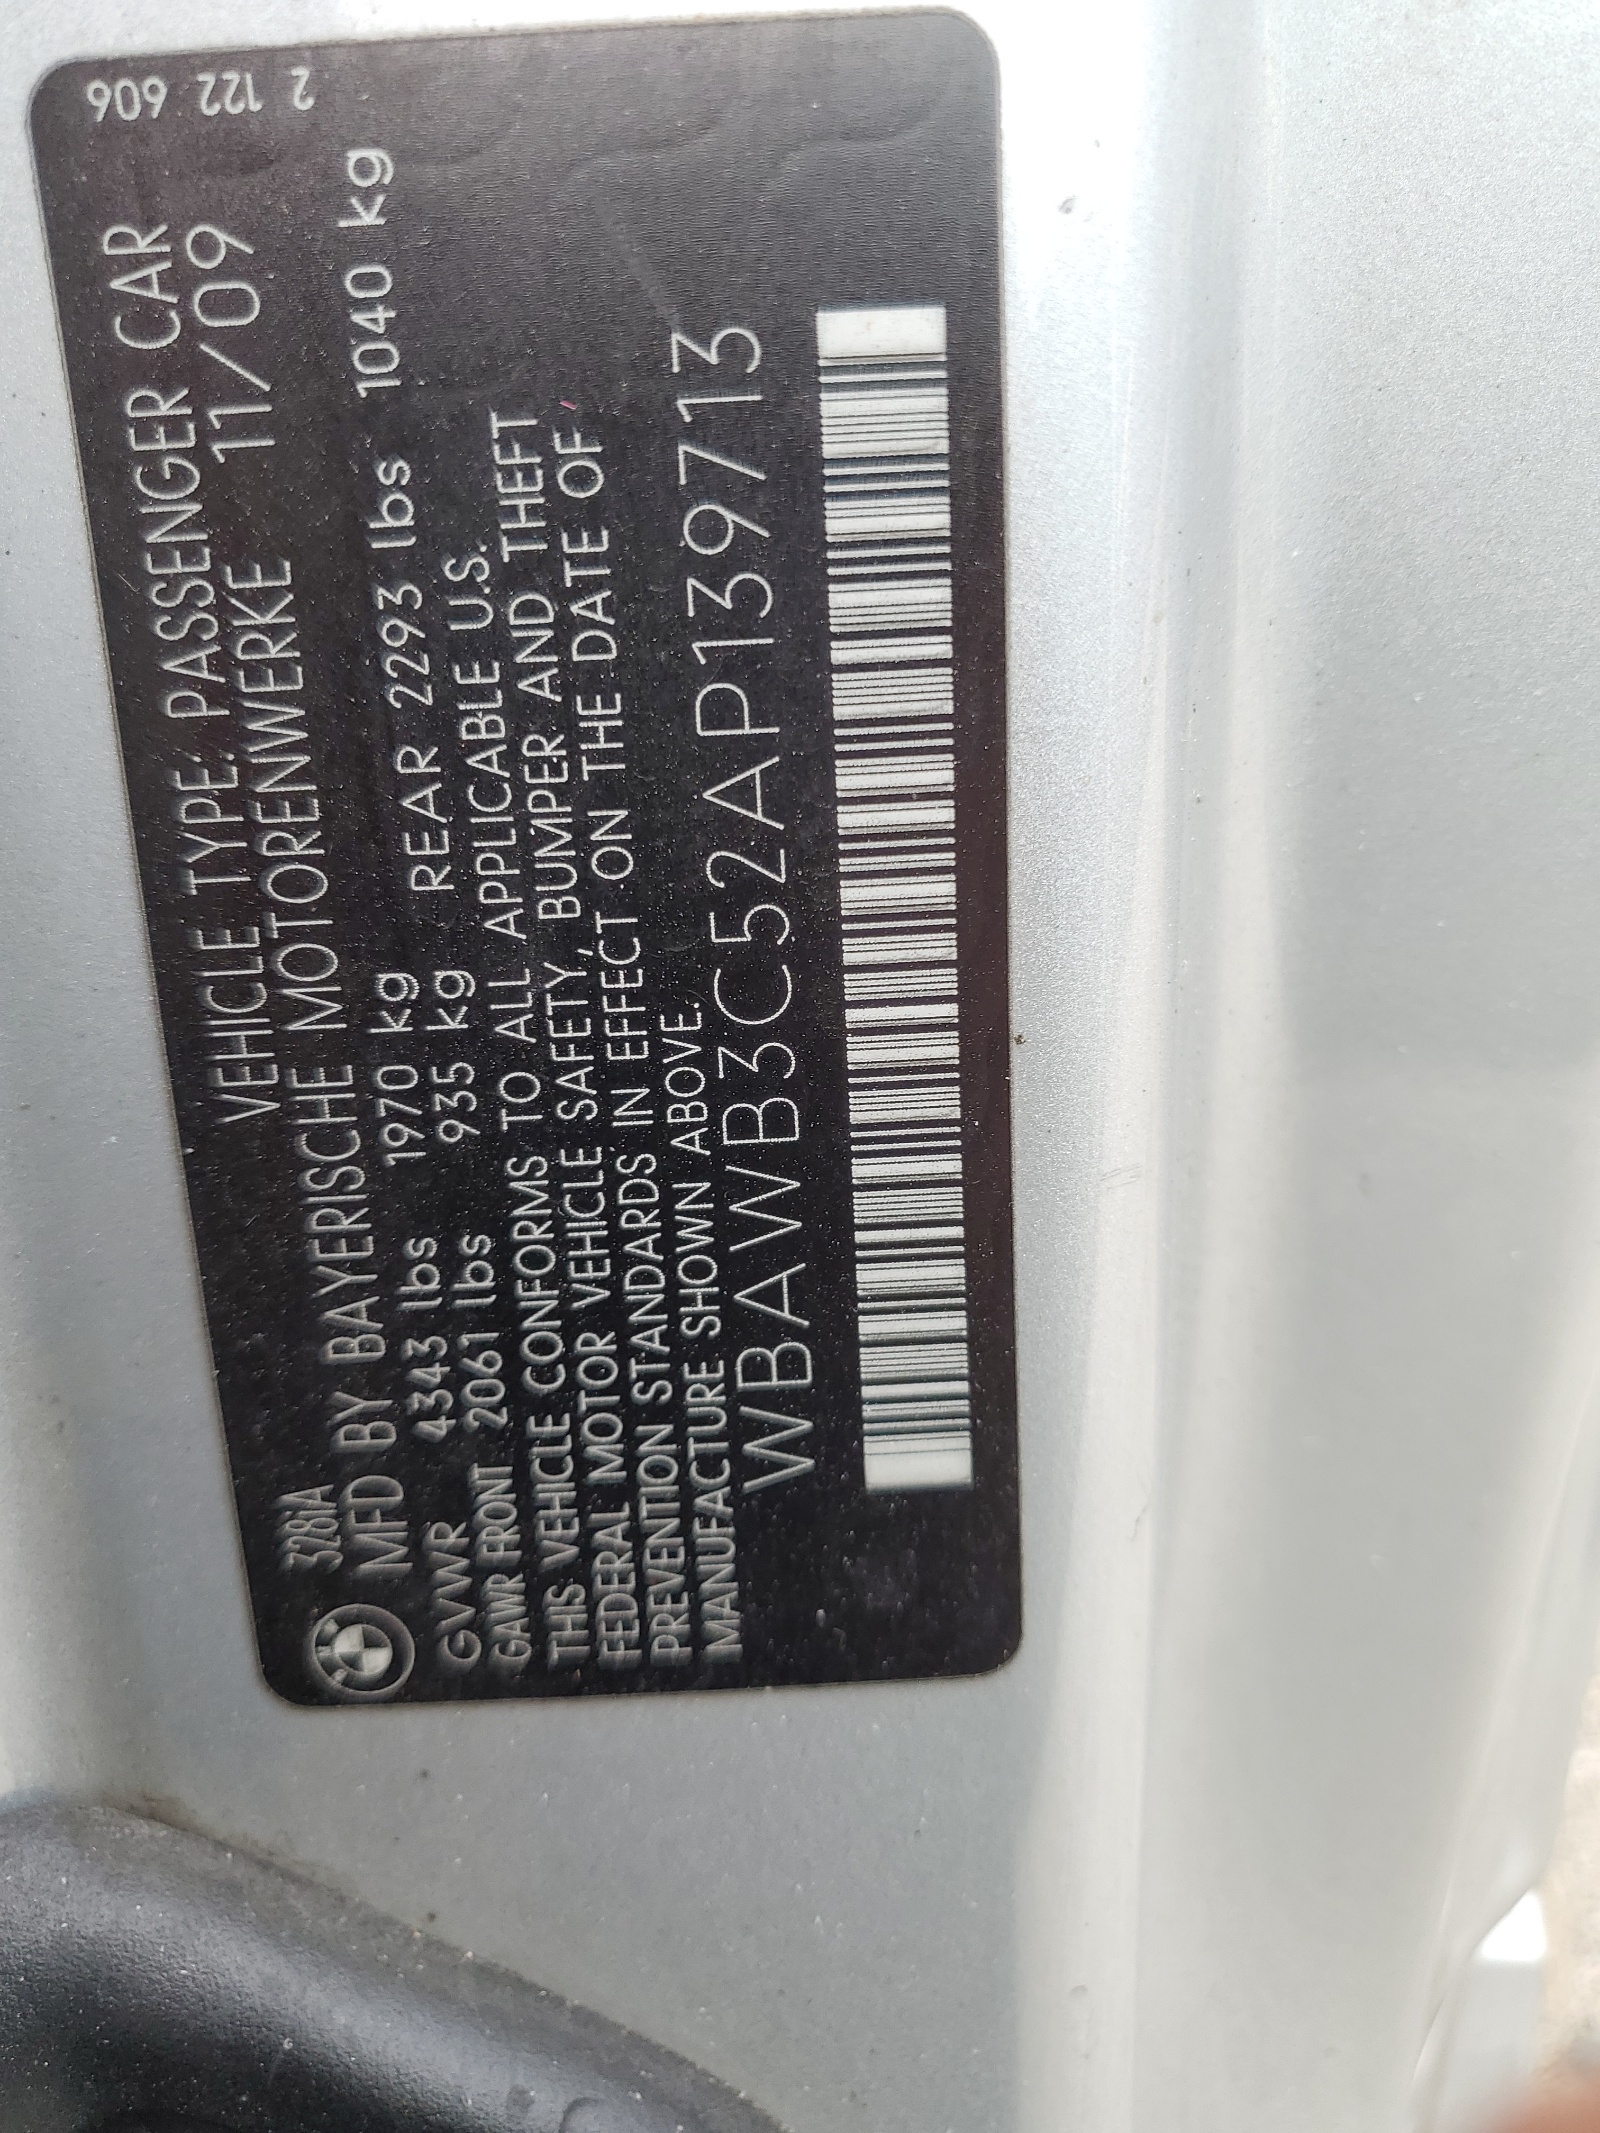 2 122 606
VEHICLE TYPE: PASSENGER CAR
328iA
MFD BY BAYERISCHE MOTORENWERKE 11/09
GVWR 4343 lbs 1970 kg
GAWR FRONT 2061 lbs 935 kg REAR 2293 lbs 1040 kg
THIS VEHICLE CONFORMS TO ALL APPLICABLE U.S.
FEDERAL MOTOR VEHICLE SAFETY, BUMPER AND THEFT
PREVENTION STANDARDS IN EFFECT ON THE DATE OF
MANUFACTURE SHOWN ABOVE.
WBAWB3C52AP139713